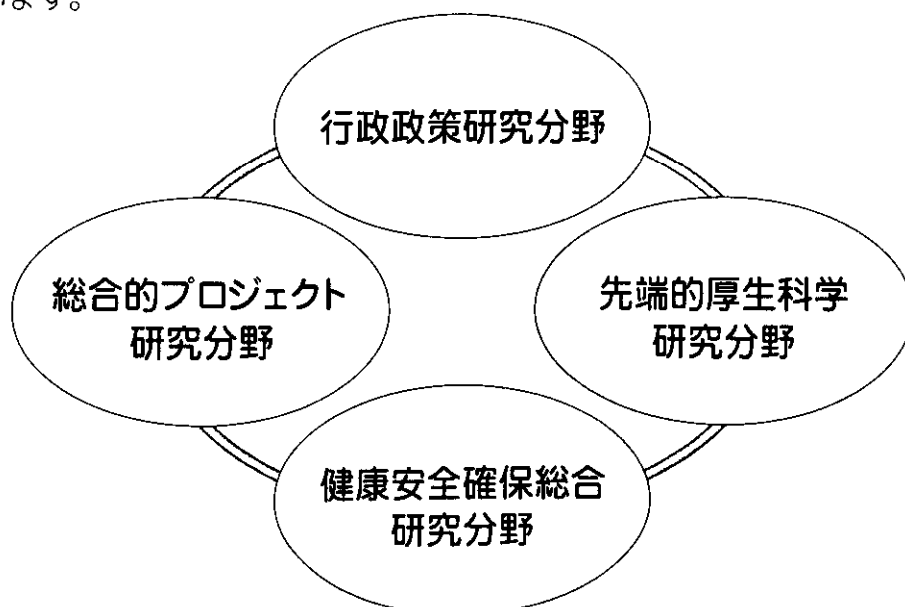 ます。
行政政策研究分野
総合的プロジェクト
研究分野
先端的厚生科学
研究分野
健康安全確保総合
研究分野